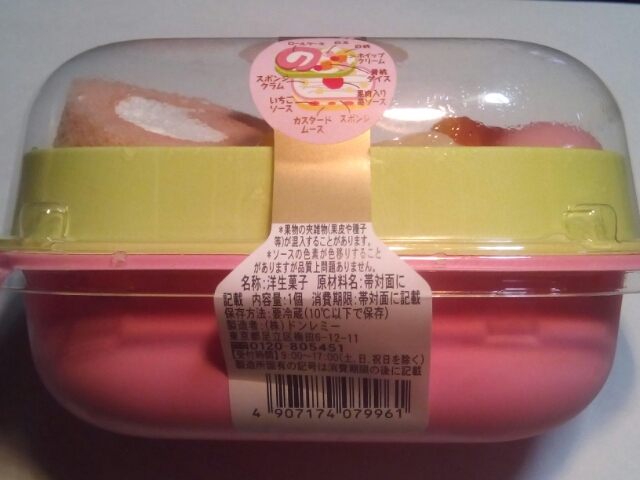 ロールケーキ 白玉 白桃
ホイップクリーム
黄桃ダイス
スポンジクラム
果肉入り苺ソース
いちごソース
カスタードムース
スポンジ
*果物の夾雑物(果皮や種子
等)が混入することがあります。
*ソースの色素が色移りすること
がありますが品質上問題ありません。
名称:洋生菓子 原材料名:帯対面に
記載 内容量:1個 消費期限:帯対面に記載
保存方法:要冷蔵(10℃以下で保存)
製造者:(株)ドンレミー
東京都足立区梅田5-12-11
0120-805451
【受付時間】9:00~17:00(土、日、祝日を除く)
製造所固有の記号は消費期限の後に記載
4 907174 079961